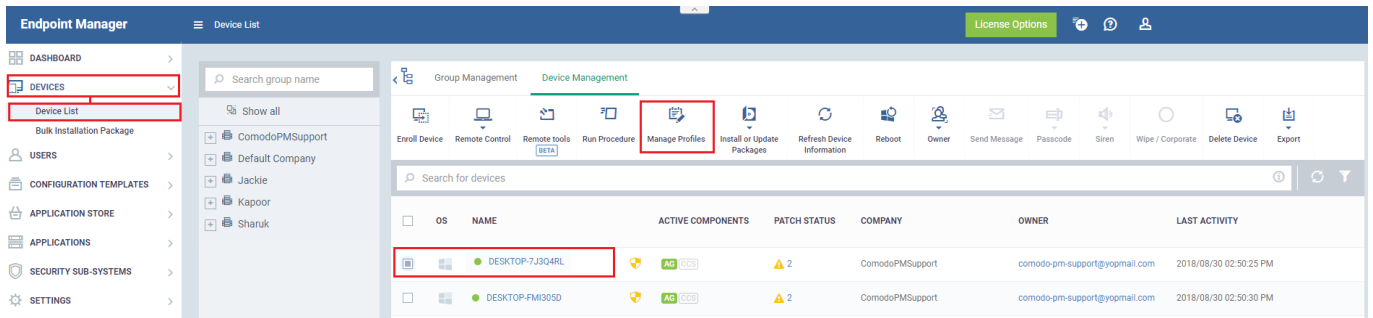 Endpoint Manager
Device List
License Options
DASHBOARD
DEVICES
Device List
Bulk Installation Package
USERS
CONFIGURATION TEMPLATES
APPLICATION STORE
APPLICATIONS
SECURITY SUB-SYSTEMS
SETTINGS
Search group name
Show all
ComodoPMSupport
Default Company
Jackie
Kapoor
Sharuk
Group Management
Device Management
Enroll Device
Remote Control
Remote tools
BETA
Run Procedure
Manage Profiles
Install or Update
Packages
Refresh Device
Information
Reboot
Owner
Send Message
Passcode
Siren
Wipe / Corporate
Delete Device
Export
Search for devices
OS NAME ACTIVE COMPONENTS PATCH STATUS COMPANY OWNER LAST ACTIVITY
DESKTOP-7J3Q4RL AG CCS 2 ComodoPMSupport comodo-pm-support@yopmail.com 2018/08/30 02:50:25 PM
DESKTOP-FMI305D AG CCS 2 ComodoPMSupport comodo-pm-support@yopmail.com 2018/08/30 02:50:30 PM